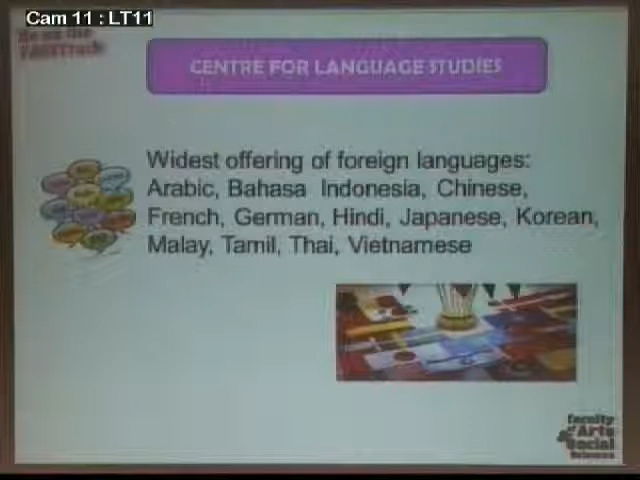 Cam 11 : LT11
CENTRE FOR LANGUAGE STUDIES
Widest offering of foreign languages:
Arabic, Bahasa Indonesia, Chinese,
French, German, Hindi, Japanese, Korean,
Malay, Tamil, Thai, Vietnamese
Faculty
of Arts
& Social
Sciences